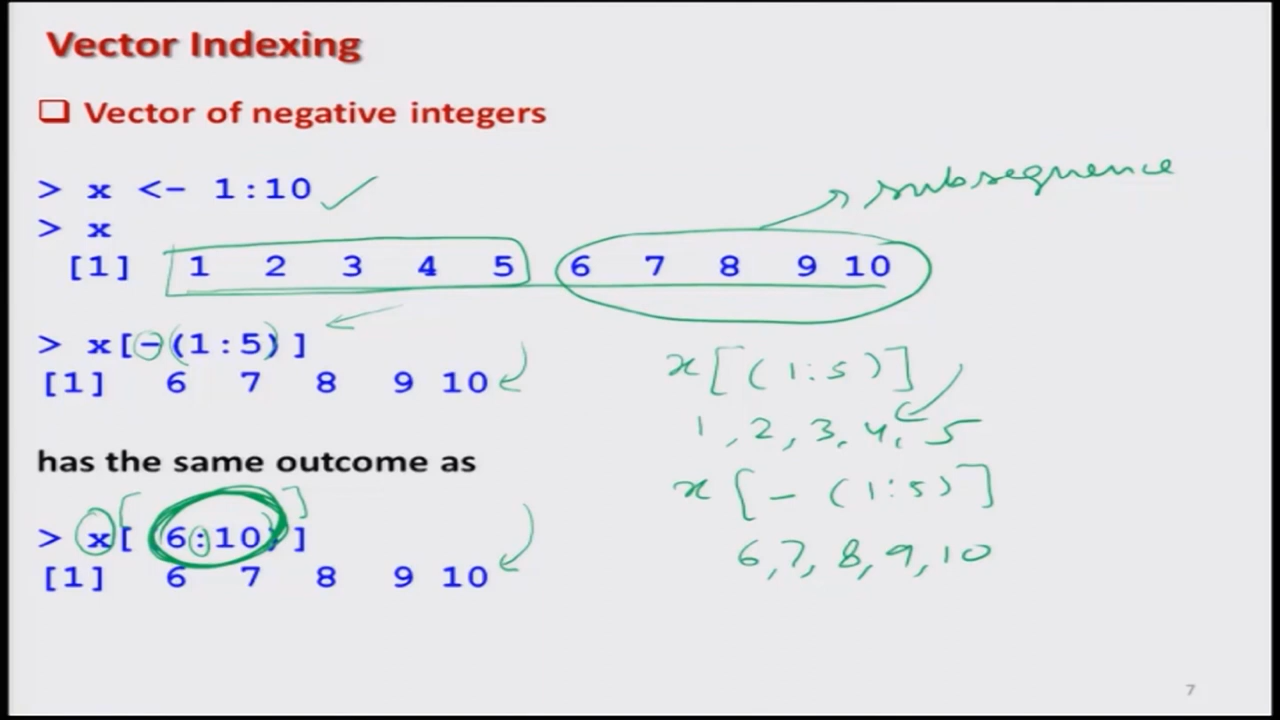 Vector Indexing
Vector of negative integers
> x <- 1:10
> x
[1] 1 2 3 4 5 6 7 8 9 10
subsequence
> x[-(1:5)]
[1] 6 7 8 9 10
has the same outcome as
> x[ (6:10) ]
[1] 6 7 8 9 10
x[(1:5)]
1, 2, 3, 4, 5
x[-(1:5)]
6, 7, 8, 9, 10
7